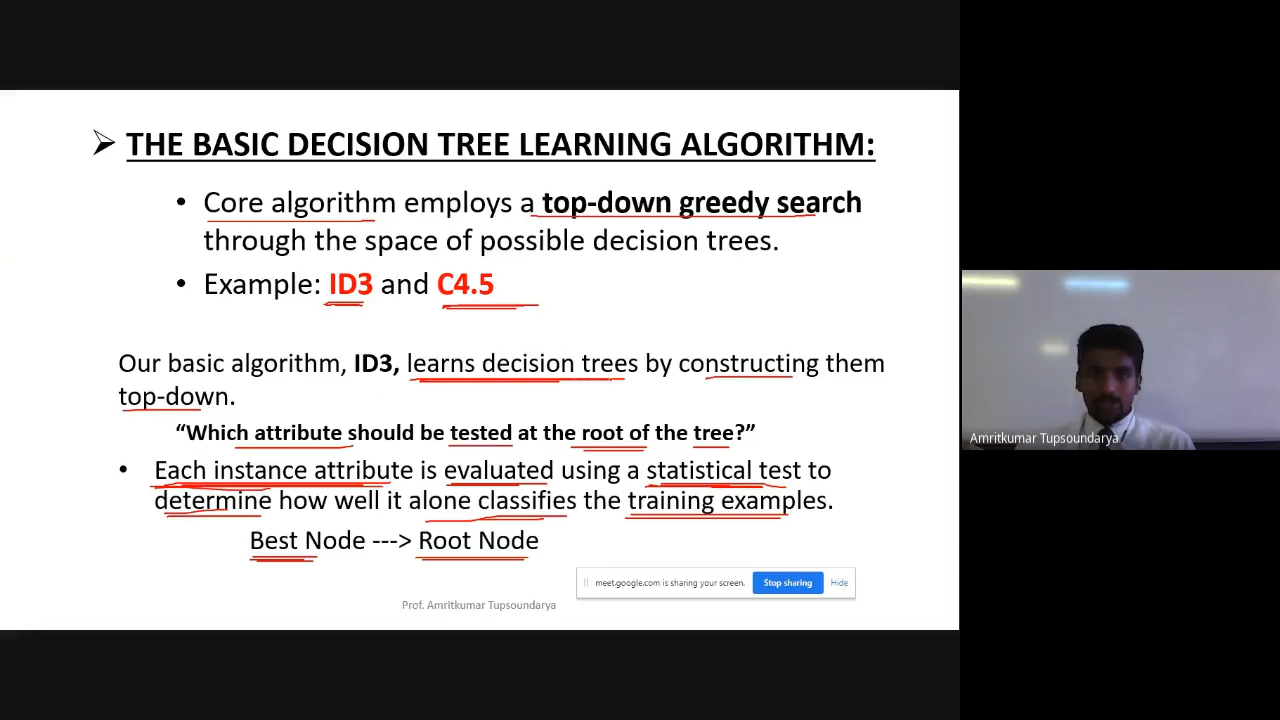 ➢ THE BASIC DECISION TREE LEARNING ALGORITHM:
• Core algorithm employs a top-down greedy search
through the space of possible decision trees.
• Example: ID3 and C4.5
Our basic algorithm, ID3, learns decision trees by constructing them
top-down.
“Which attribute should be tested at the root of the tree?”
• Each instance attribute is evaluated using a statistical test to
determine how well it alone classifies the training examples.
Best Node ---> Root Node
meet.google.com is sharing your screen. Stop sharing Hide
Prof. Amritkumar Tupsoundarya
Amritkumar Tupsoundarya